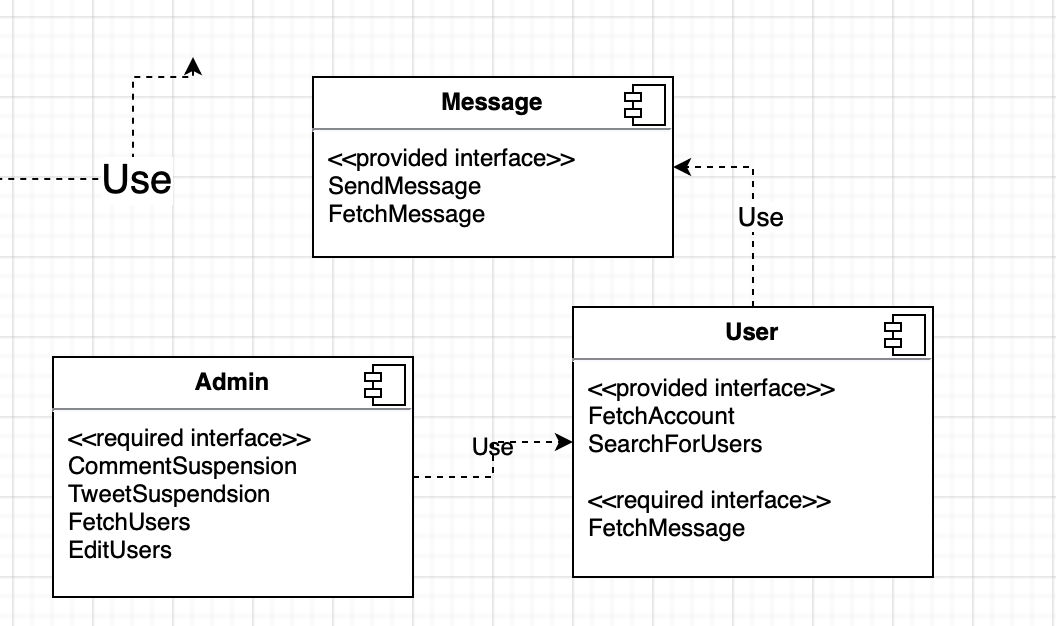 Use
Message
<<provided interface>>
SendMessage
FetchMessage
Use
User
<<provided interface>>
FetchAccount
SearchForUsers
<<required interface>>
FetchMessage
Admin
<<required interface>>
CommentSuspension
TweetSuspendsion
FetchUsers
EditUsers
Use